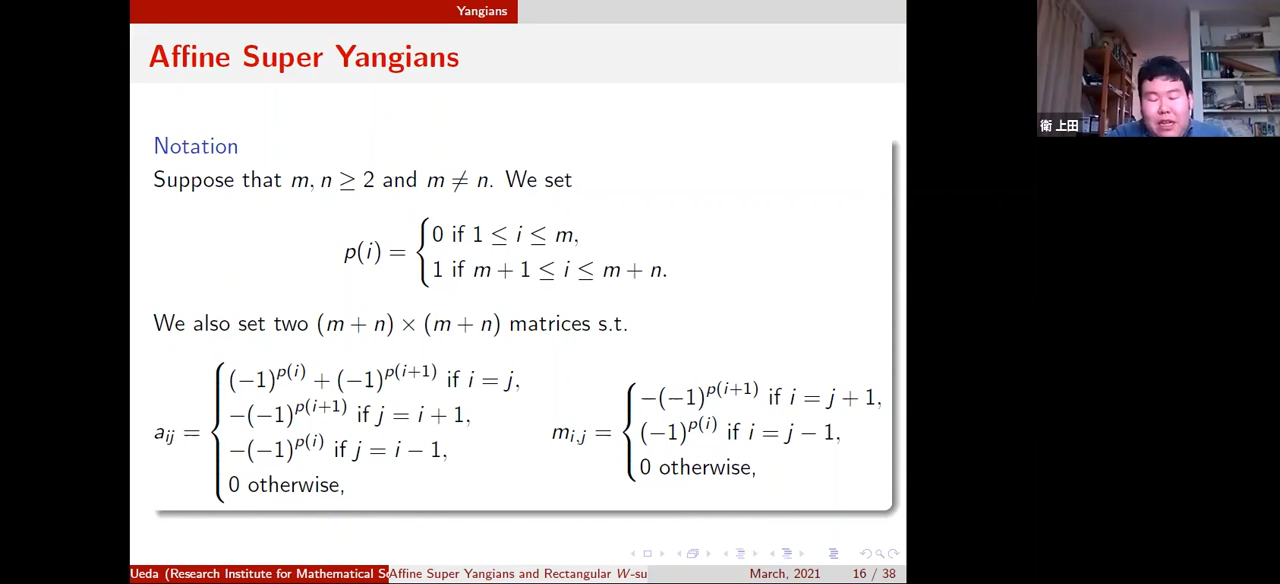 Yangians
Affine Super Yangians
Notation
Suppose that m, n ≥ 2 and m ≠ n. We set
p(i) = { 0 if 1 ≤ i ≤ m,
1 if m + 1 ≤ i ≤ m + n.
We also set two (m + n) × (m + n) matrices s.t.
a_{ij} = { (−1)^{p(i)} + (−1)^{p(i+1)} if i = j,
−(−1)^{p(i+1)} if j = i + 1,
−(−1)^{p(i)} if j = i − 1,
0 otherwise,
m_{i,j} = { −(−1)^{p(i+1)} if i = j + 1,
(−1)^{p(i)} if i = j − 1,
0 otherwise,
Ueda (Research Institute for Mathematical S
Affine Super Yangians and Rectangular W-su
March, 2021
16 / 38
衛 上田